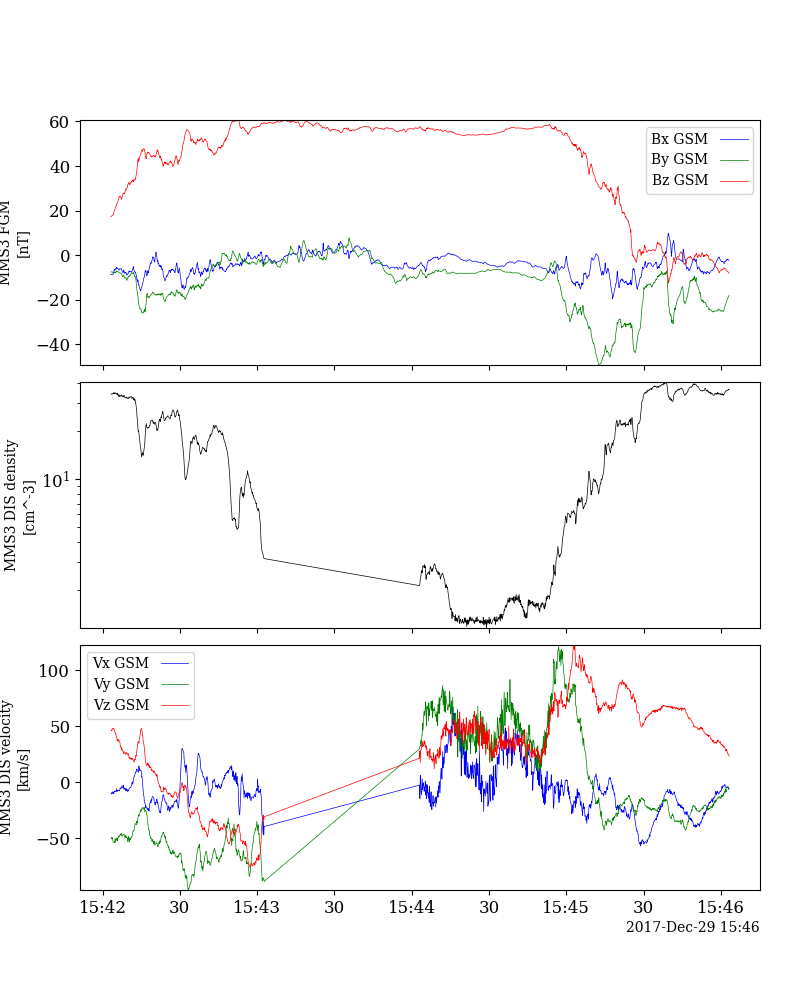 60
40
20
0
−20
−40
MMS3 FGM
[nT]
Bx GSM
By GSM
Bz GSM
10^1
MMS3 DIS density
[cm^-3]
100
50
0
−50
MMS3 DIS velocity
[km/s]
Vx GSM
Vy GSM
Vz GSM
15:42 30 15:43 30 15:44 30 15:45 30 15:46
2017-Dec-29 15:46